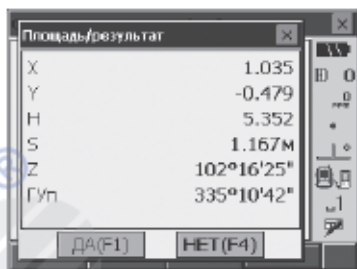 Площадь/результат
X 1.035
Y -0.479
H 5.352
S 1.167м
Z 102°16'25"
ГУп 335°10'42"
ДА(F1) НЕТ(F4)